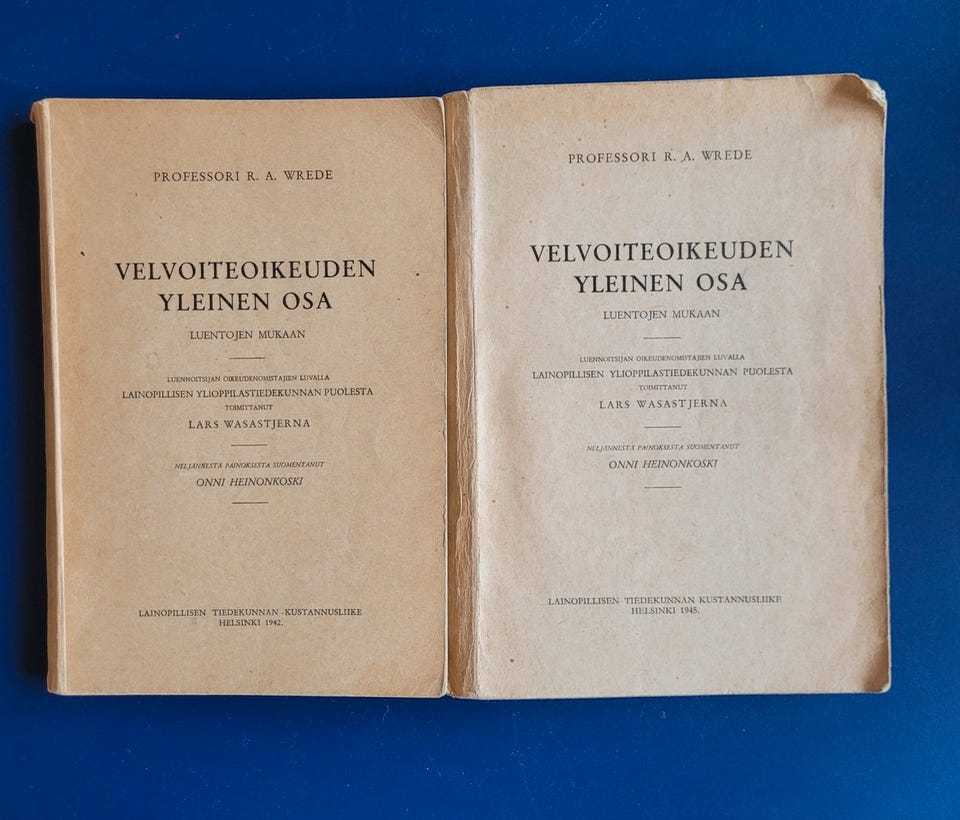 PROFESSORI R. A. WREDE
VELVOITEOIKEUDEN
YLEINEN OSA
LUENTOJEN MUKAAN
LUENNOITSIJAN OIKEUDENOMISTAJIEN LUVALLA
LAINOPILLISEN YLIOPPILASTIEDEKUNNAN PUOLESTA
TOIMITTANUT
LARS WASASTJERNA
NELJÄNNESTÄ PAINOKSESTA SUOMENTANUT
ONNI HEINONKOSKI
LAINOPILLISEN TIEDEKUNNAN KUSTANNUSLIIKE
HELSINKI 1942.
PROFESSORI R. A. WREDE
VELVOITEOIKEUDEN
YLEINEN OSA
LUENTOJEN MUKAAN
LUENNOITSIJAN OIKEUDENOMISTAJIEN LUVALLA
LAINOPILLISEN YLIOPPILASTIEDEKUNNAN PUOLESTA
TOIMITTANUT
LARS WASASTJERNA
NELJÄNNESTÄ PAINOKSESTA SUOMENTANUT
ONNI HEINONKOSKI
LAINOPILLISEN TIEDEKUNNAN KUSTANNUSLIIKE
HELSINKI 1945.